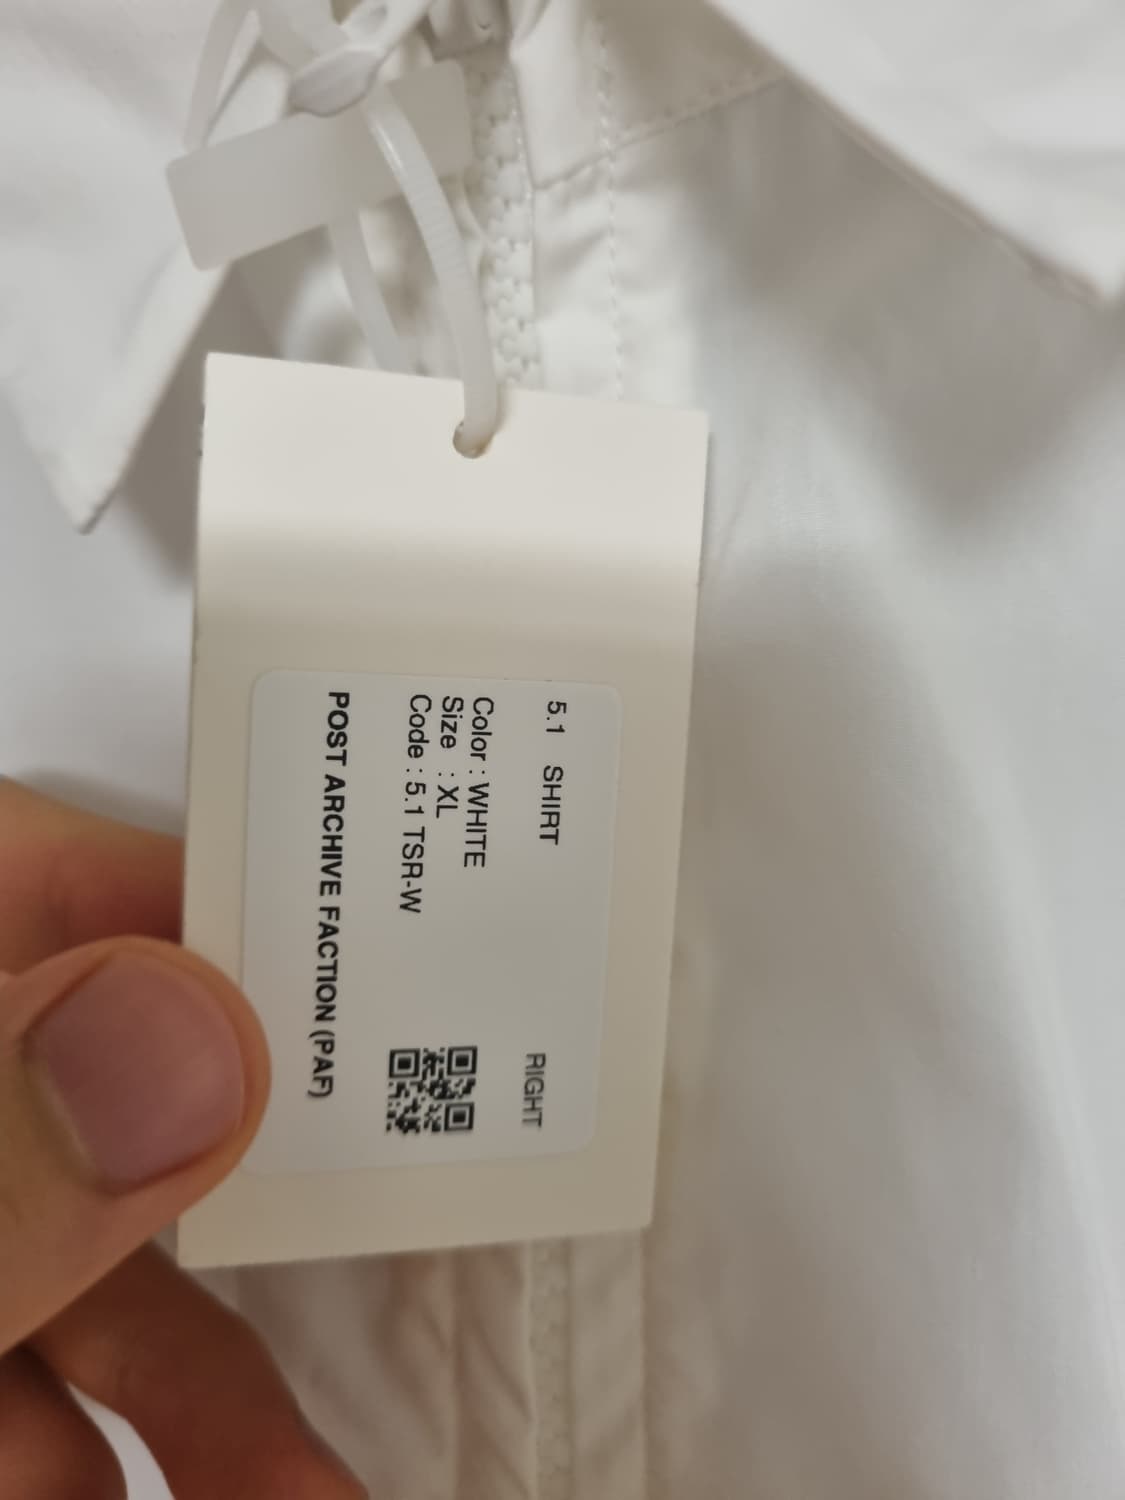 5.1 SHIRT RIGHT
Color : WHITE
Size : XL
Code : 5.1 TSR-W
POST ARCHIVE FACTION (PAF)